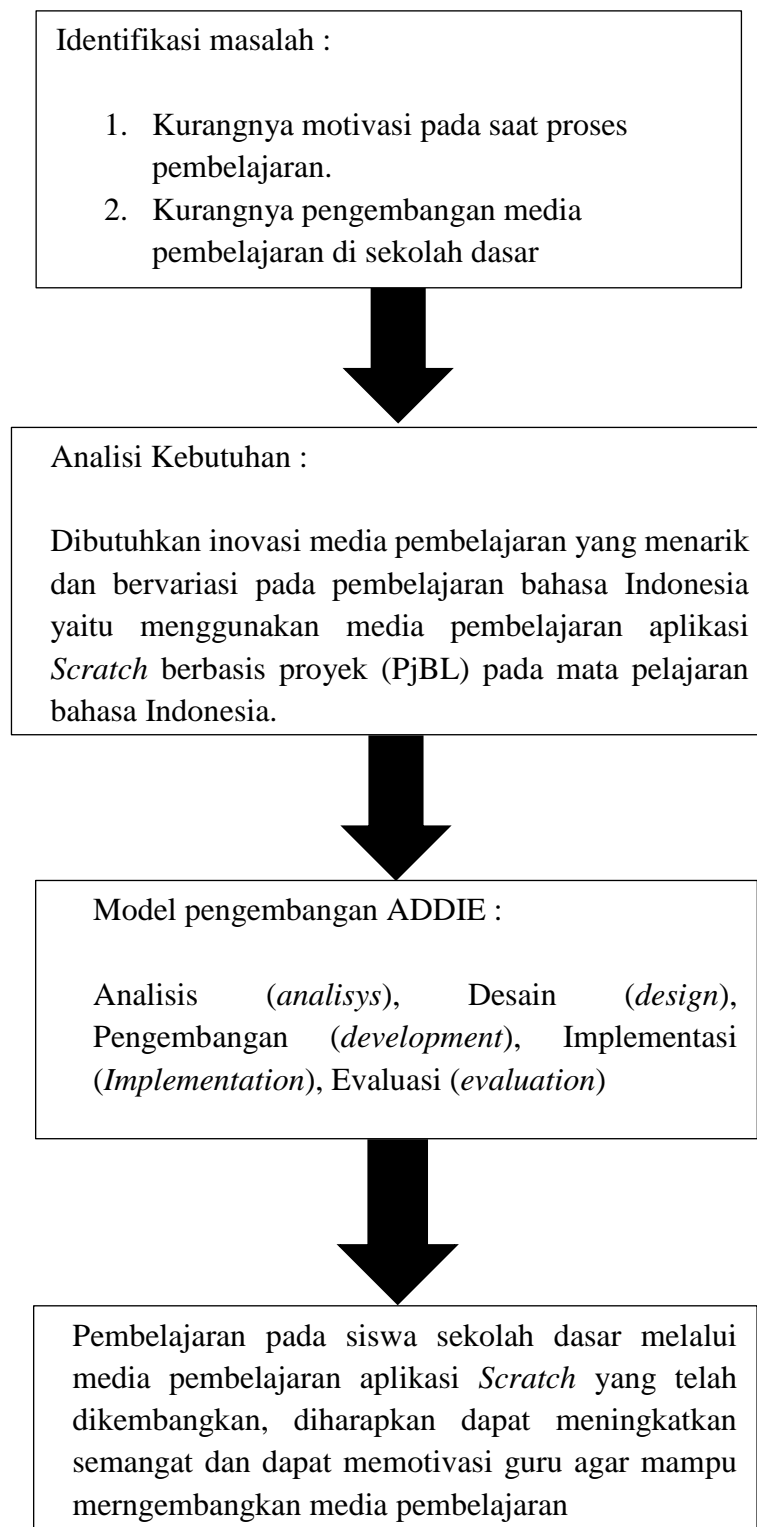 Identifikasi masalah :
1. Kurangnya motivasi pada saat proses
pembelajaran.
2. Kurangnya pengembangan media
pembelajaran di sekolah dasar
Analisi Kebutuhan :
Dibutuhkan inovasi media pembelajaran yang menarik
dan bervariasi pada pembelajaran bahasa Indonesia
yaitu menggunakan media pembelajaran aplikasi
Scratch berbasis proyek (PjBL) pada mata pelajaran
bahasa Indonesia.
Model pengembangan ADDIE :
Analisis (analisys), Desain (design),
Pengembangan (development), Implementasi
(Implementation), Evaluasi (evaluation)
Pembelajaran pada siswa sekolah dasar melalui
media pembelajaran aplikasi Scratch yang telah
dikembangkan, diharapkan dapat meningkatkan
semangat dan dapat memotivasi guru agar mampu
merngembangkan media pembelajaran